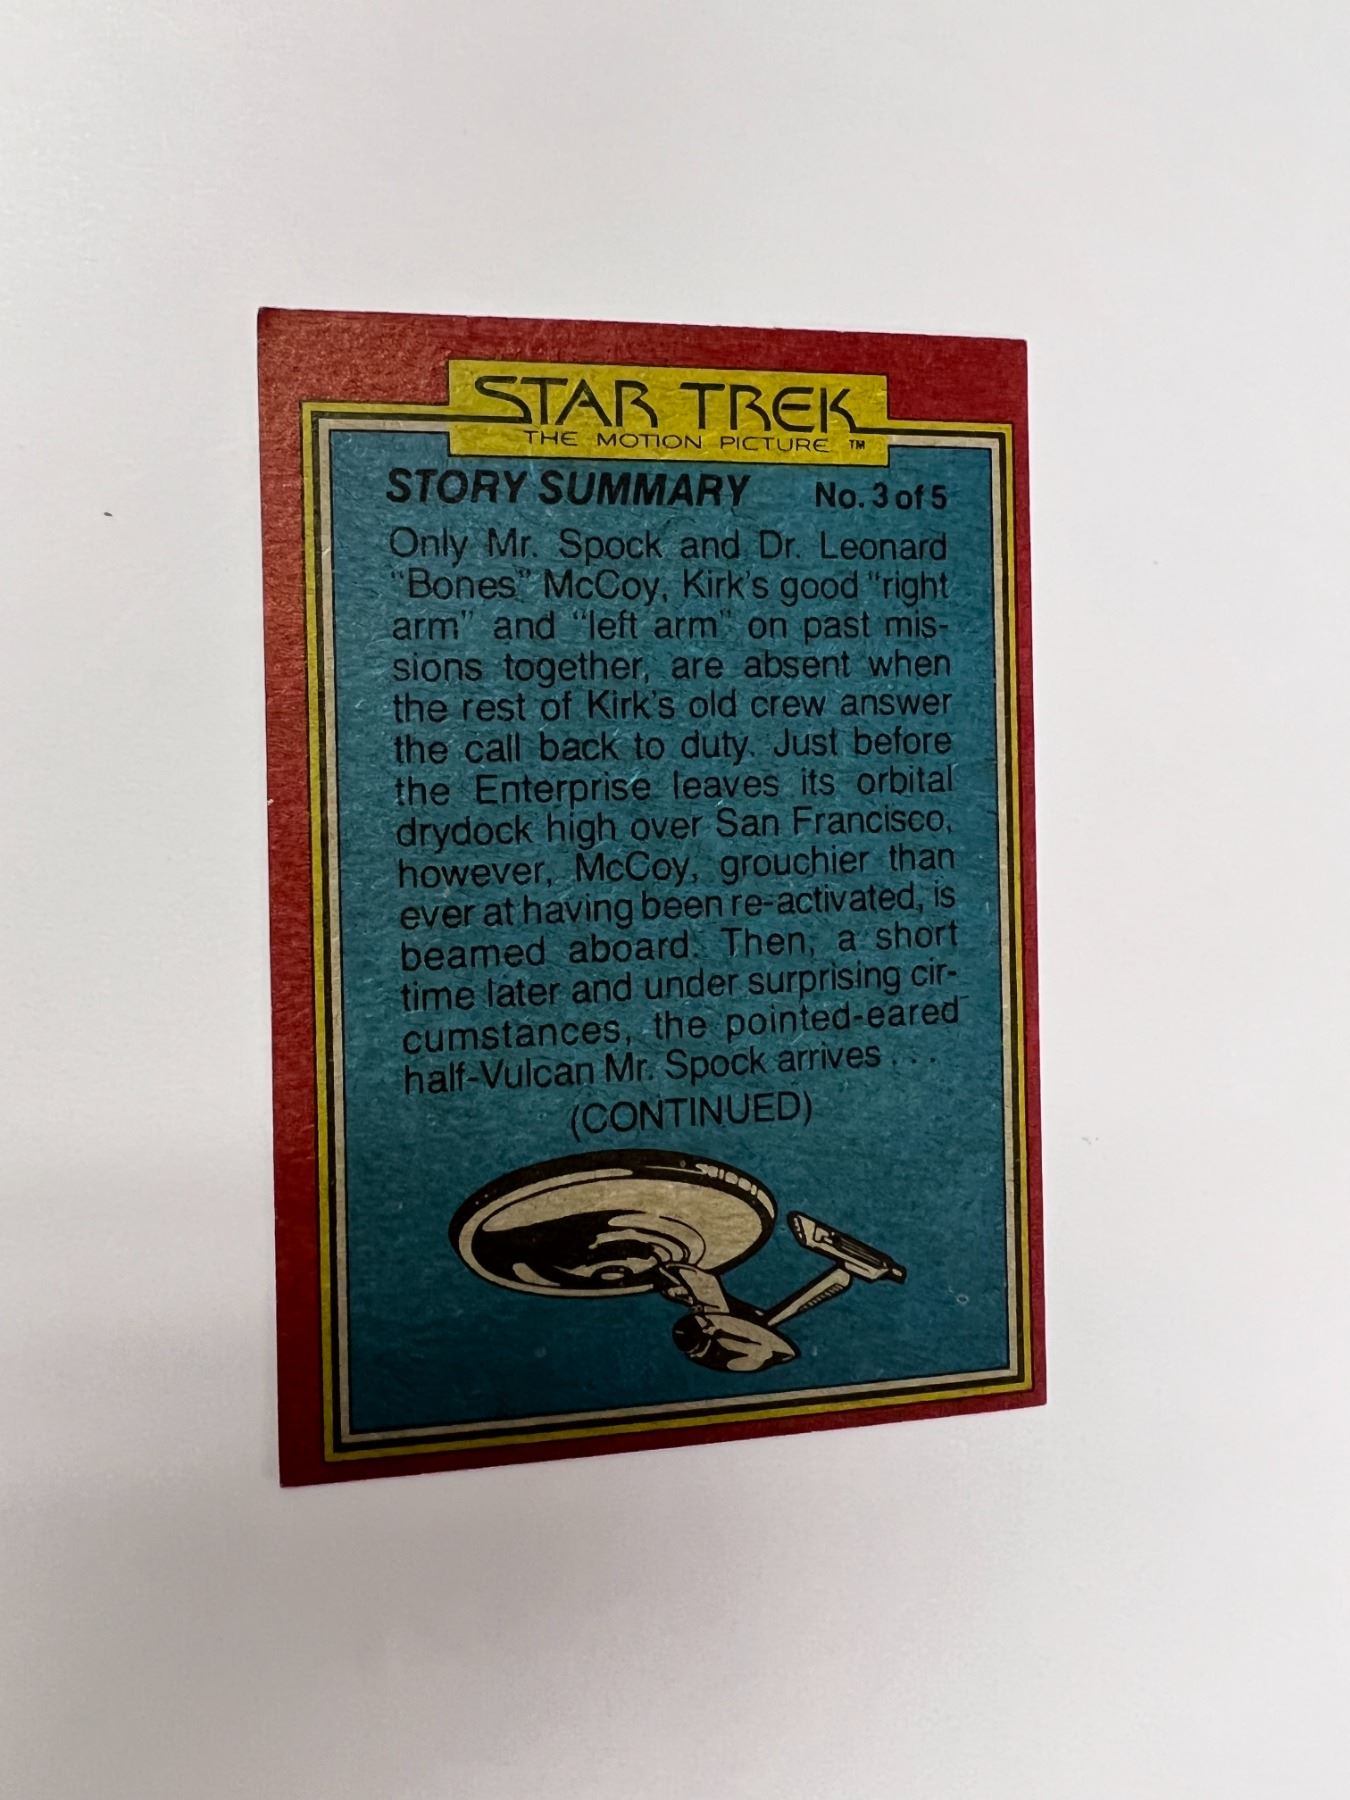 STAR TREK
THE MOTION PICTURE ™
STORY SUMMARY No. 3 of 5
Only Mr. Spock and Dr. Leonard
"Bones" McCoy, Kirk's good "right
arm" and "left arm" on past mis-
sions together, are absent when
the rest of Kirk's old crew answer
the call back to duty. Just before
the Enterprise leaves its orbital
drydock high over San Francisco,
however, McCoy, grouchier than
ever at having been re-activated, is
beamed aboard. Then, a short
time later and under surprising cir-
cumstances, the pointed-eared
half-Vulcan Mr. Spock arrives . . .
(CONTINUED)